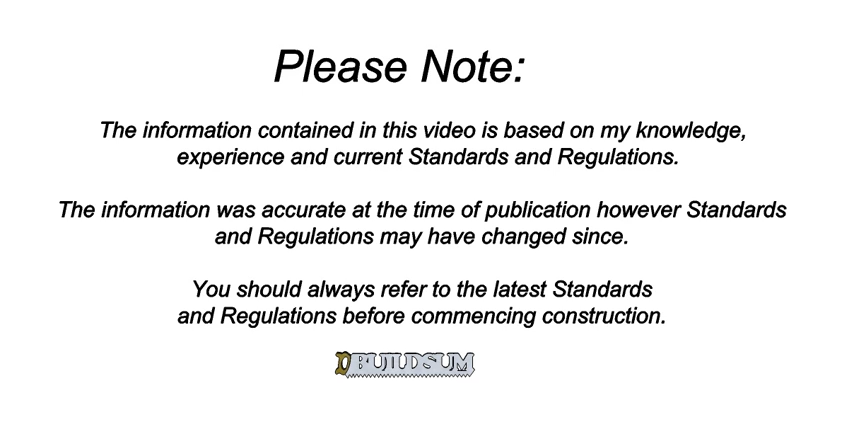 Please Note:
The information contained in this video is based on my knowledge,
experience and current Standards and Regulations.
The information was accurate at the time of publication however Standards
and Regulations may have changed since.
You should always refer to the latest Standards
and Regulations before commencing construction.
BUILDSUM